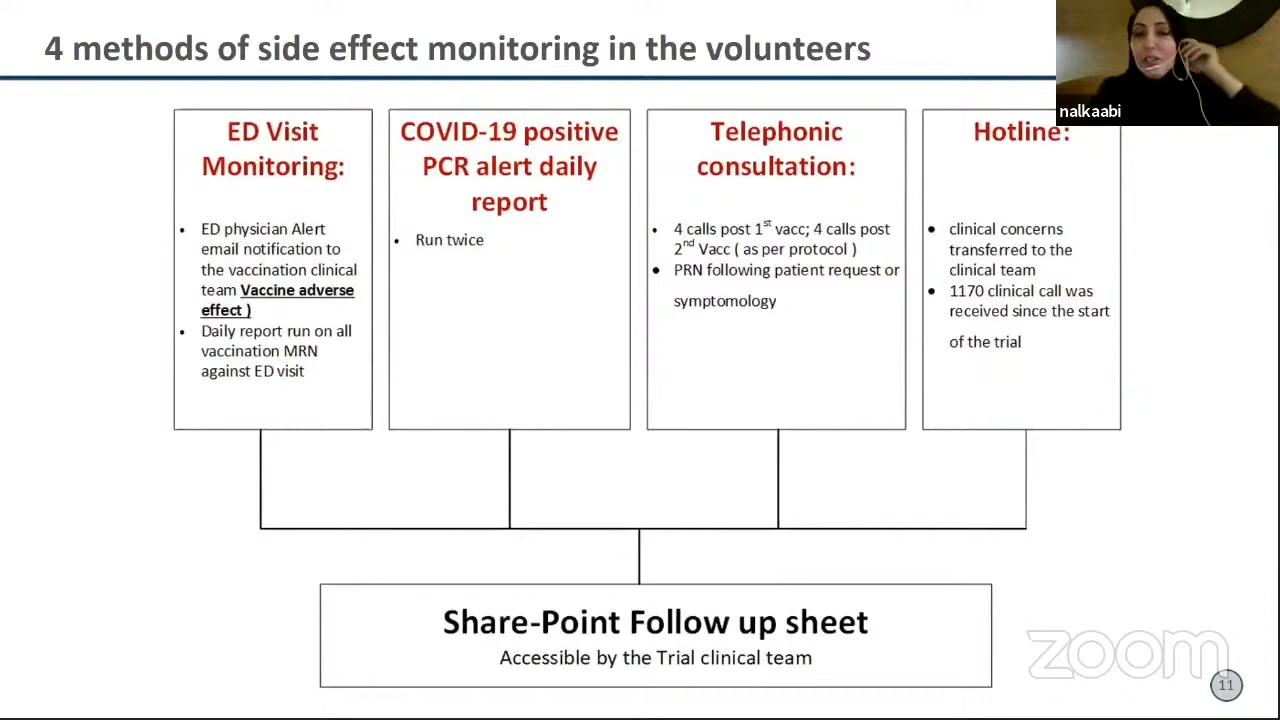 4 methods of side effect monitoring in the volunteers
nalkaabi
ED Visit
Monitoring:
• ED physician Alert
email notification to
the vaccination clinical
team Vaccine adverse
effect )
• Daily report run on all
vaccination MRN
against ED visit
COVID-19 positive
PCR alert daily
report
• Run twice
Telephonic
consultation:
• 4 calls post 1st vacc; 4 calls post
2nd Vacc ( as per protocol )
• PRN following patient request or
symptomology
Hotline:
• clinical concerns
transferred to the
clinical team
• 1170 clinical call was
received since the start
of the trial
Share-Point Follow up sheet
Accessible by the Trial clinical team
zoom
11